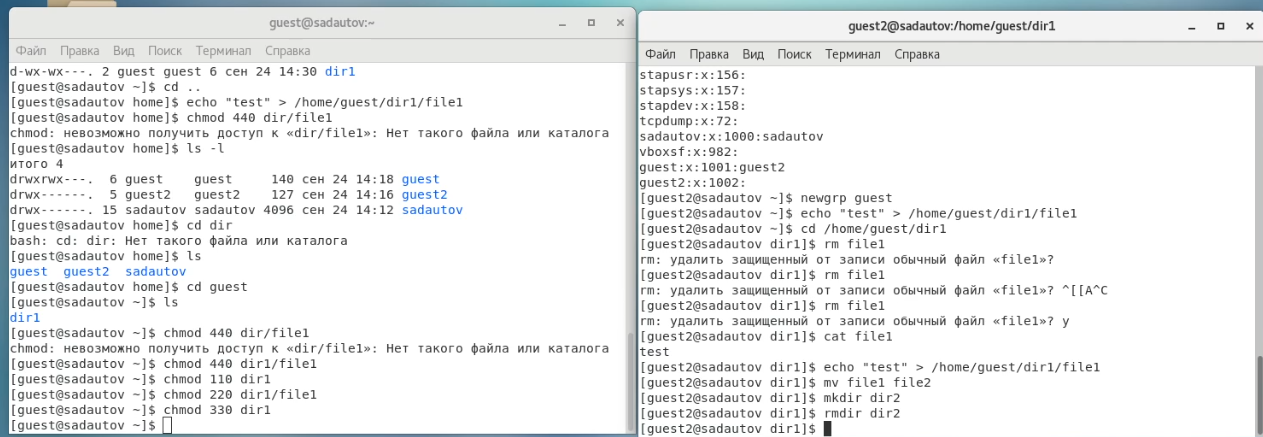 guest@sadautov:~
Файл Правка Вид Поиск Терминал Справка
d-wx-wx---. 2 guest guest 6 сен 24 14:30 dir1
[guest@sadautov ~]$ cd ..
[guest@sadautov home]$ echo "test" > /home/guest/dir1/file1
[guest@sadautov home]$ chmod 440 dir/file1
chmod: невозможно получить доступ к «dir/file1»: Нет такого файла или каталога
[guest@sadautov home]$ ls -l
итого 4
drwxrwx---.  6 guest    guest     140 сен 24 14:18 guest
drwx------.  5 guest2   guest2    127 сен 24 14:16 guest2
drwx------. 15 sadautov sadautov 4096 сен 24 14:12 sadautov
[guest@sadautov home]$ cd dir
bash: cd: dir: Нет такого файла или каталога
[guest@sadautov home]$ ls
guest  guest2  sadautov
[guest@sadautov home]$ cd guest
[guest@sadautov ~]$ ls
dir1
[guest@sadautov ~]$ chmod 440 dir/file1
chmod: невозможно получить доступ к «dir/file1»: Нет такого файла или каталога
[guest@sadautov ~]$ chmod 440 dir1/file1
[guest@sadautov ~]$ chmod 110 dir1
[guest@sadautov ~]$ chmod 220 dir1/file1
[guest@sadautov ~]$ chmod 330 dir1
[guest@sadautov ~]$
guest2@sadautov:/home/guest/dir1
Файл Правка Вид Поиск Терминал Справка
stapusr:x:156:
stapsys:x:157:
stapdev:x:158:
tcpdump:x:72:
sadautov:x:1000:sadautov
vboxsf:x:982:
guest:x:1001:guest2
guest2:x:1002:
[guest2@sadautov ~]$ newgrp guest
[guest2@sadautov ~]$ echo "test" > /home/guest/dir1/file1
[guest2@sadautov ~]$ cd /home/guest/dir1
[guest2@sadautov dir1]$ rm file1
rm: удалить защищенный от записи обычный файл «file1»?
[guest2@sadautov dir1]$ rm file1
rm: удалить защищенный от записи обычный файл «file1»? ^[[A^C
[guest2@sadautov dir1]$ rm file1
rm: удалить защищенный от записи обычный файл «file1»? y
[guest2@sadautov dir1]$ cat file1
test
[guest2@sadautov dir1]$ echo "test" > /home/guest/dir1/file1
[guest2@sadautov dir1]$ mv file1 file2
[guest2@sadautov dir1]$ mkdir dir2
[guest2@sadautov dir1]$ rmdir dir2
[guest2@sadautov dir1]$